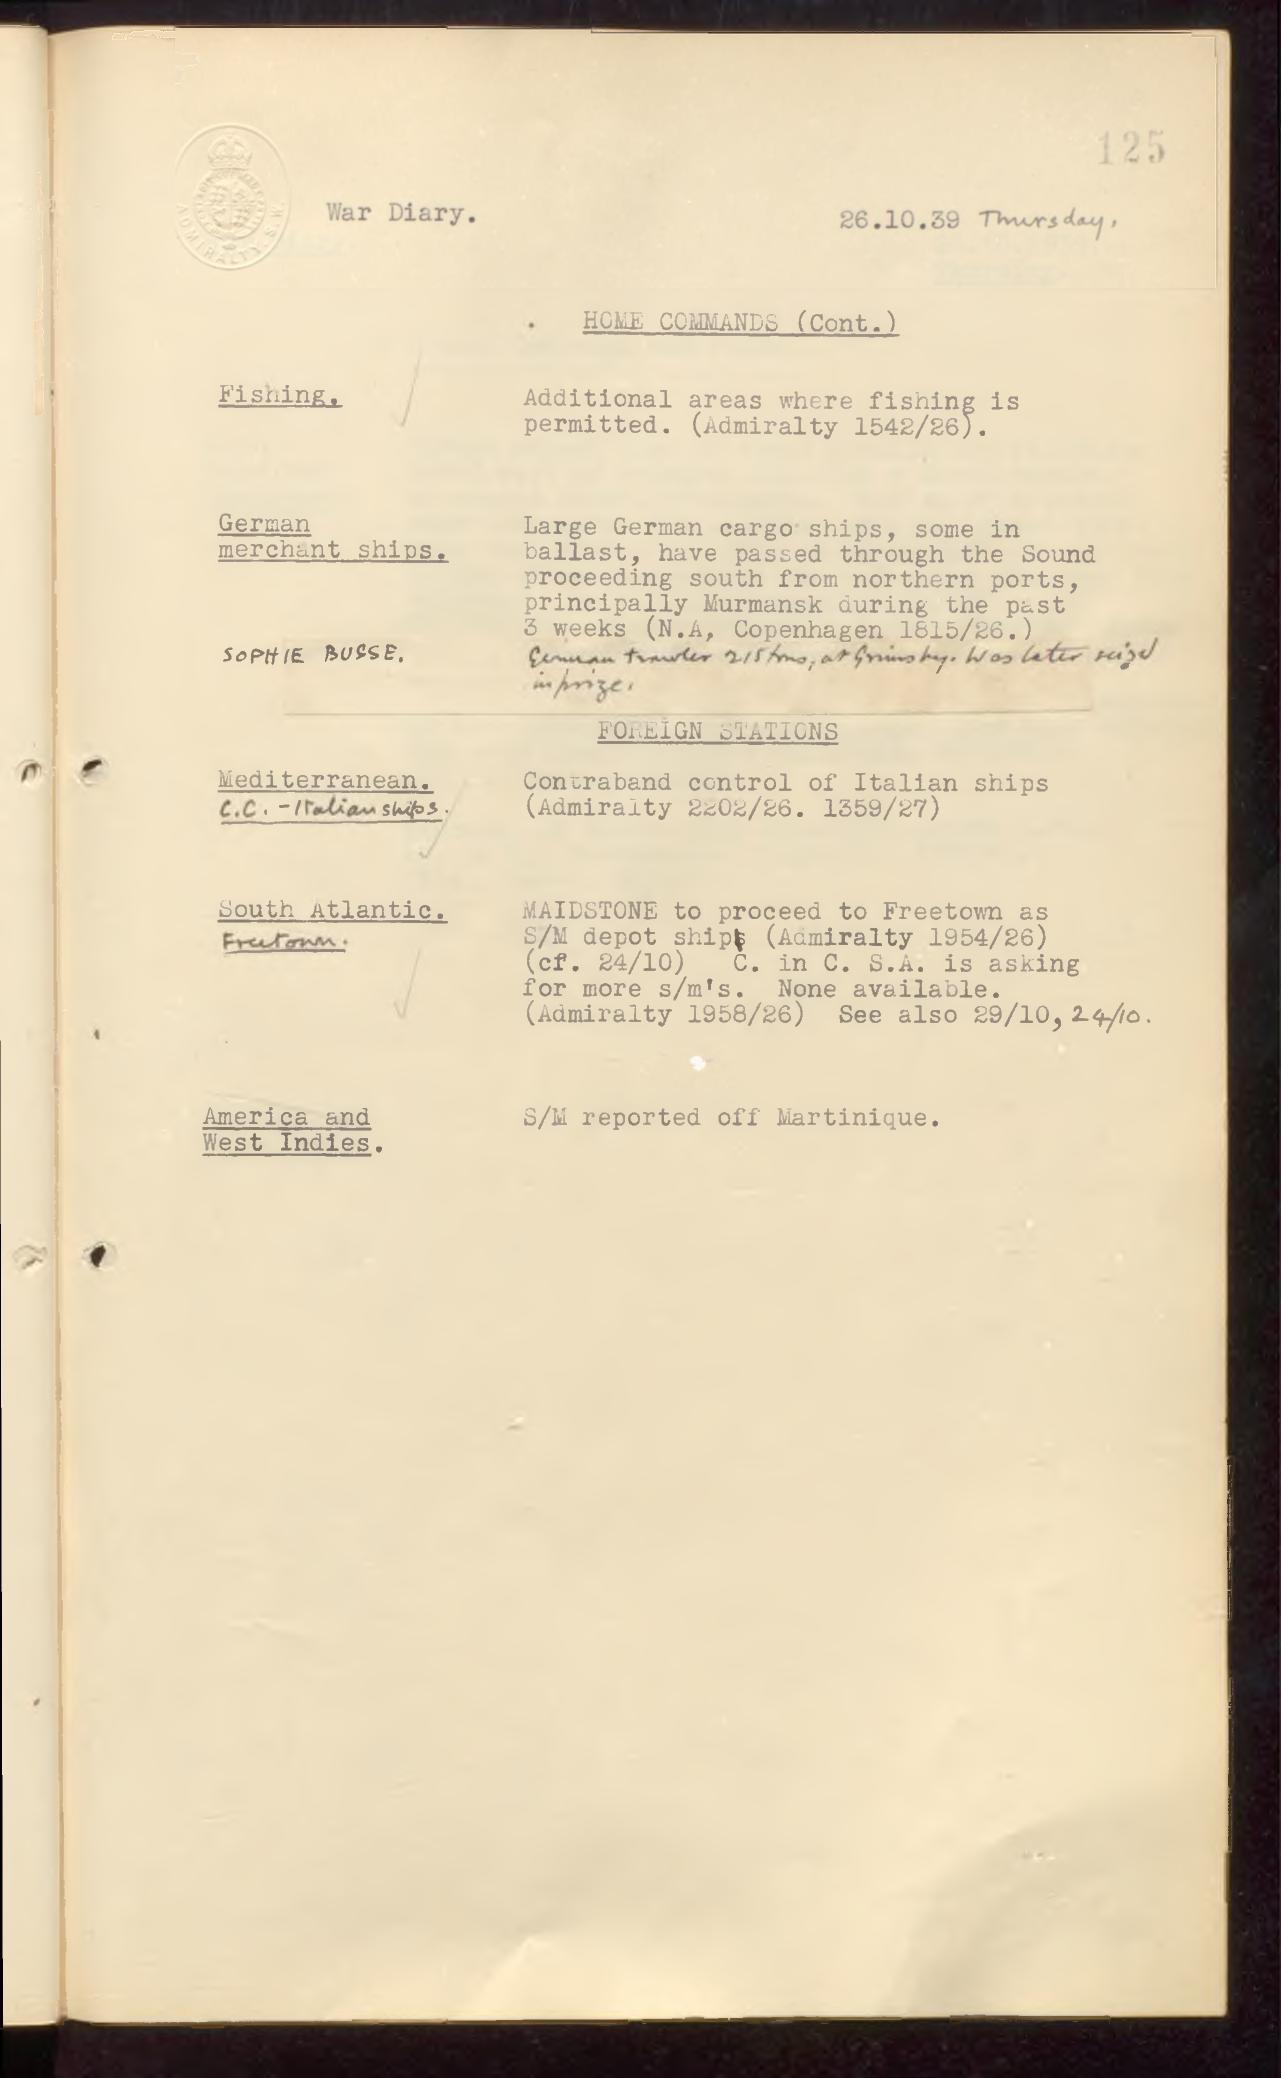 125
ADMIRALTY. S.W.
War Diary. 26.10.39 Thursday.
HOME COMMANDS (Cont.)
Fishing. Additional areas where fishing is
permitted. (Admiralty 1542/26).
German Large German cargo ships, some in
merchant ships. ballast, have passed through the Sound
proceeding south from northern ports,
principally Murmansk during the past
3 weeks (N.A, Copenhagen 1815/26.)
SOPHIE BUSSE. German trawler 215 tons, at Grimsby. Was later seized
in prize.
FOREIGN STATIONS
Mediterranean. Contraband control of Italian ships
C.C. - Italian ships. (Admiralty 2202/26. 1359/27)
South Atlantic. MAIDSTONE to proceed to Freetown as
Freetown. S/M depot ship (Admiralty 1954/26)
(cf. 24/10) C. in C. S.A. is asking
for more s/m's. None available.
(Admiralty 1958/26) See also 29/10, 24/10.
America and S/M reported off Martinique.
West Indies.